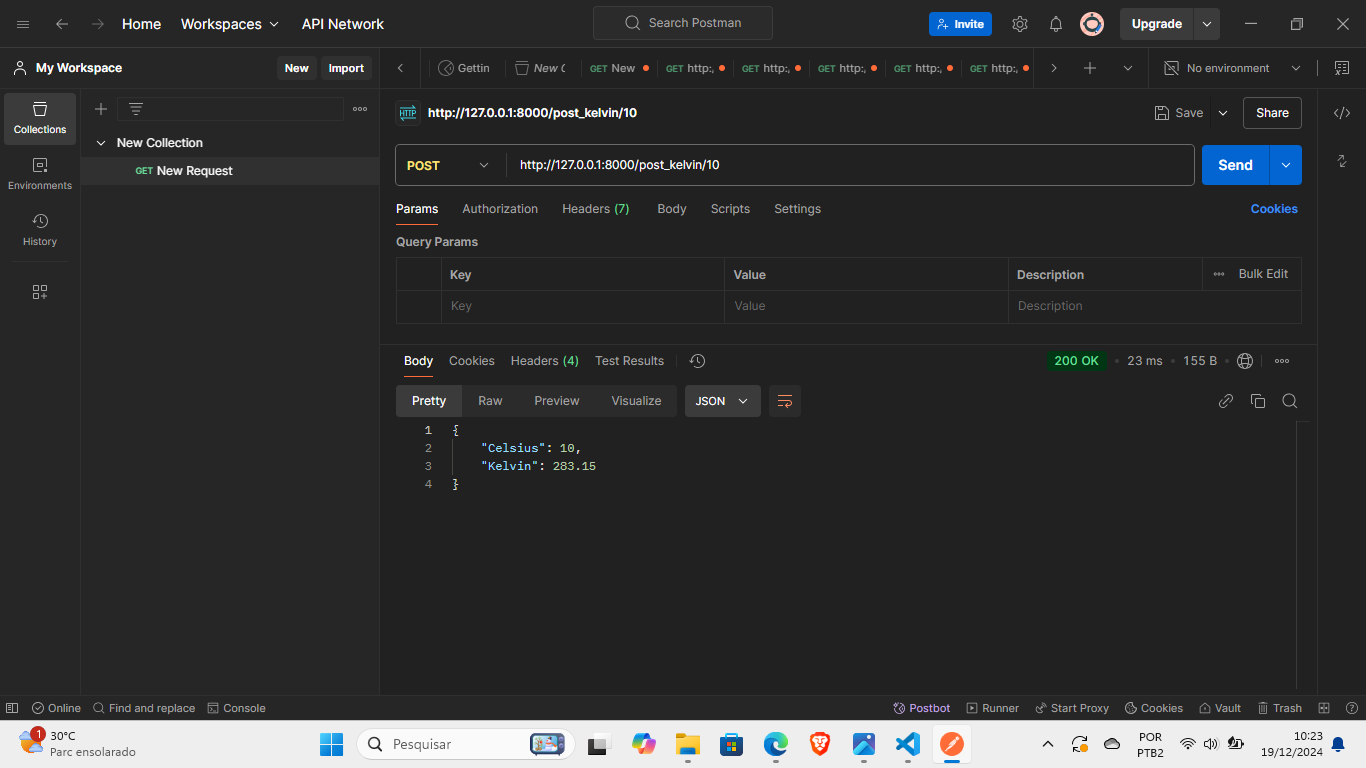 Home Workspaces API Network Search Postman Invite Upgrade
My Workspace New Import Gettin New C GET New GET http:, GET http:, GET http:, GET http:, GET http:, No environment
Collections
Environments
History
New Collection
GET New Request
HTTP http://127.0.0.1:8000/post_kelvin/10 Save Share
POST http://127.0.0.1:8000/post_kelvin/10 Send
Params Authorization Headers (7) Body Scripts Settings Cookies
Query Params
Key Value Description Bulk Edit
Key Value Description
Body Cookies Headers (4) Test Results 200 OK 23 ms 155 B
Pretty Raw Preview Visualize JSON
1 {
2 "Celsius": 10,
3 "Kelvin": 283.15
4 }
Online Find and replace Console Postbot Runner Start Proxy Cookies Vault Trash
1 30°C
Parc ensolarado
Pesquisar
POR
PTB2
10:23
19/12/2024